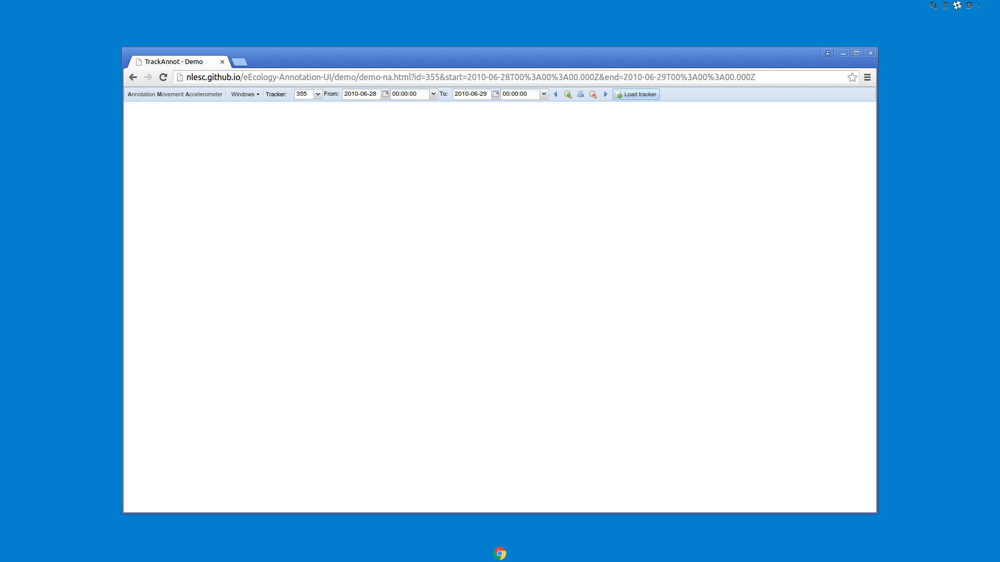 TrackAnnot - Demo
nlesc.github.io/eEcology-Annotation-UI/demo/demo-na.html?id=355&start=2010-06-28T00%3A00%3A00.000Z&end=2010-06-29T00%3A00%3A00.000Z
Annotation Movement Accelerometer Windows Tracker: 355 From: 2010-06-28 00:00:00 To: 2010-06-29 00:00:00 Load tracker